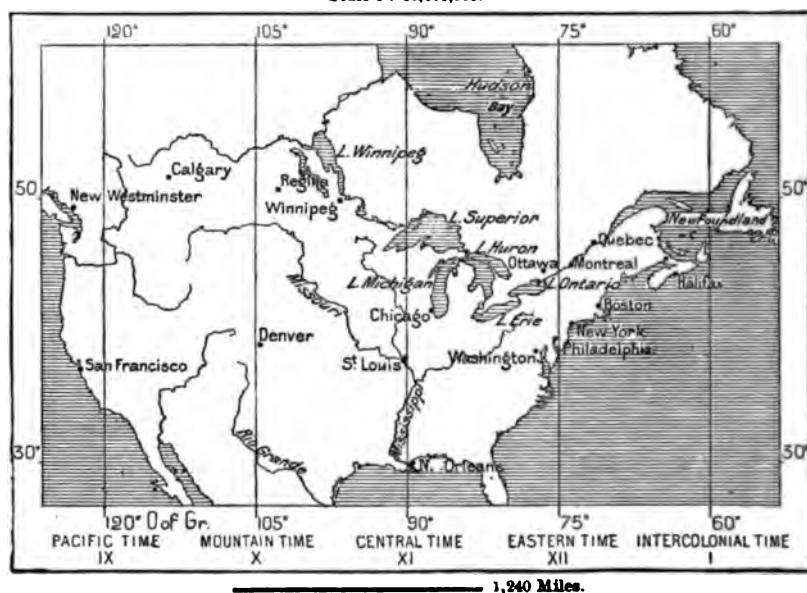 120° 105° 90° 75° 60°
Hudson
Bay
L. Winnipeg
Calgary
Regina
50° 50°
New Westminster
Winnipeg
L. Superior
Newfoundland
Quebec
L. Huron
Ottawa
Montreal
Missouri
L. Michigan
L. Ontario
Halifax
Boston
Chicago
L. Erie
New York
Denver
Washington
Philadelphia
San Francisco
St. Louis
Mississippi
Rio Grande
30° 30°
N. Orleans
120° O of Gr. 105° 90° 75° 60°
PACIFIC TIME MOUNTAIN TIME CENTRAL TIME EASTERN TIME INTERCOLONIAL TIME
IX X XI XII I
1,240 Miles.